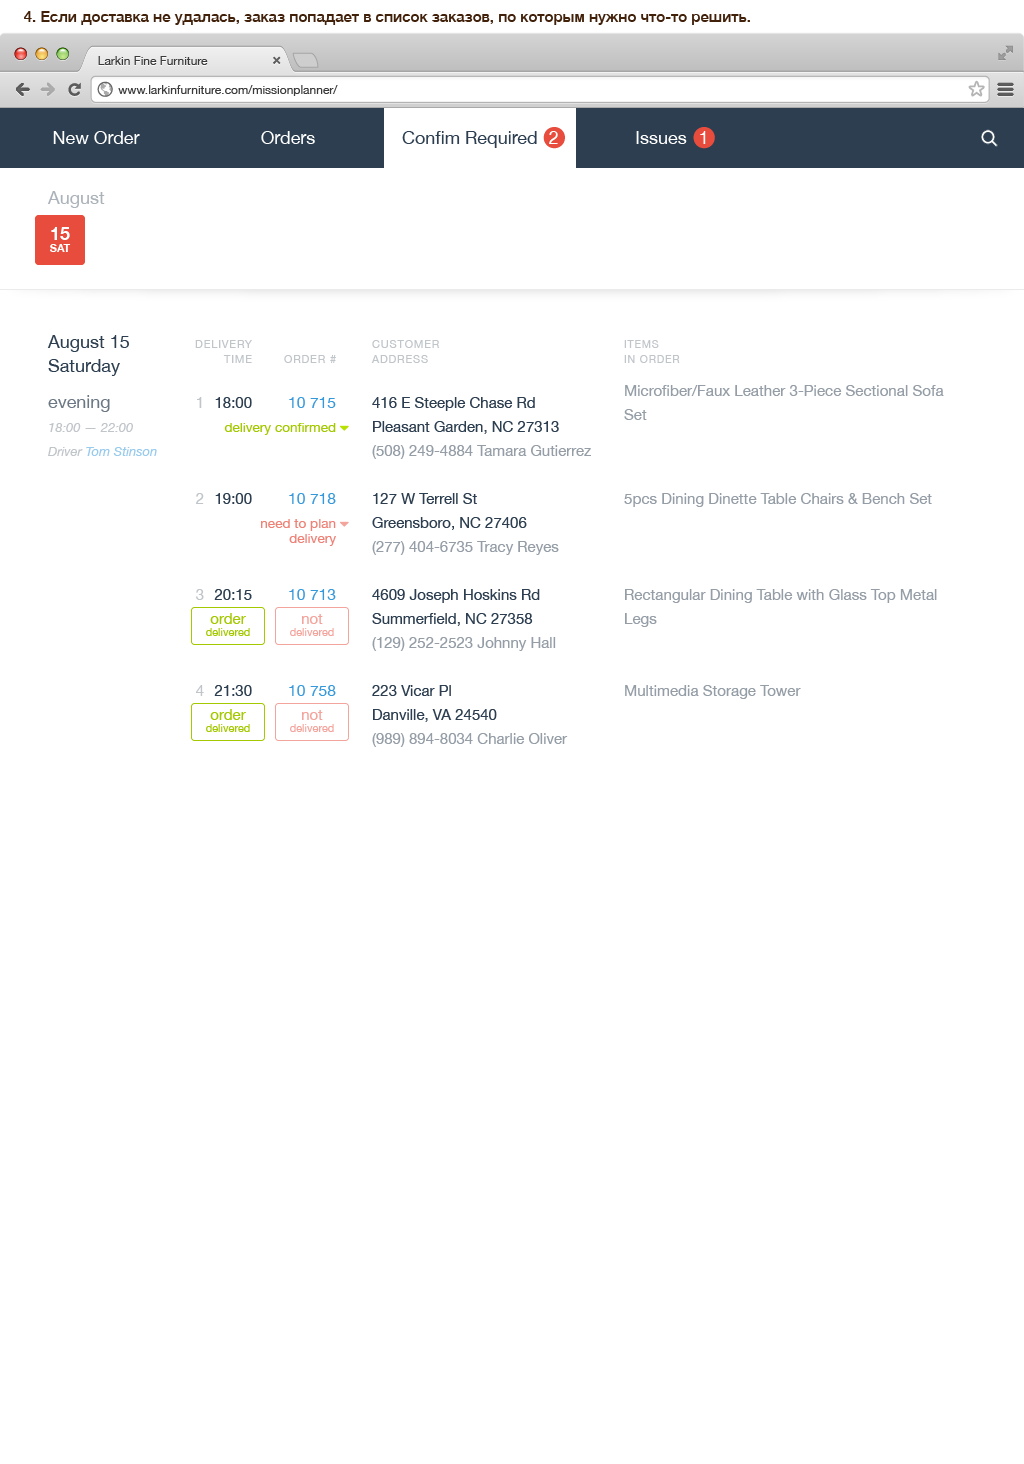 4. Если доставка не удалась, заказ попадает в список заказов, по которым нужно что-то решить.
Larkin Fine Furniture
www.larkinfurniture.com/missionplanner/
New Order
Orders
Confim Required 2
Issues 1
August
15
SAT
August 15
Saturday
evening
18:00 — 22:00
Driver Tom Stinson
DELIVERY
TIME
ORDER #
CUSTOMER
ADDRESS
ITEMS
IN ORDER
1 18:00 10 715
delivery confirmed
416 E Steeple Chase Rd
Pleasant Garden, NC 27313
(508) 249-4884 Tamara Gutierrez
Microfiber/Faux Leather 3-Piece Sectional Sofa
Set
2 19:00 10 718
need to plan
delivery
127 W Terrell St
Greensboro, NC 27406
(277) 404-6735 Tracy Reyes
5pcs Dining Dinette Table Chairs & Bench Set
3 20:15 10 713
order
delivered
not
delivered
4609 Joseph Hoskins Rd
Summerfield, NC 27358
(129) 252-2523 Johnny Hall
Rectangular Dining Table with Glass Top Metal
Legs
4 21:30 10 758
order
delivered
not
delivered
223 Vicar Pl
Danville, VA 24540
(989) 894-8034 Charlie Oliver
Multimedia Storage Tower